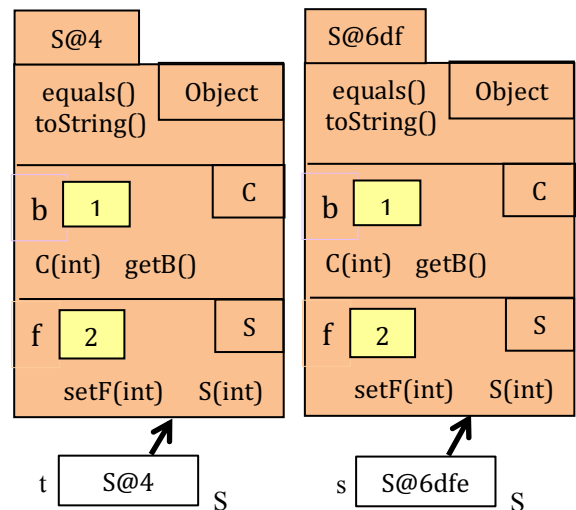 S@4
Object
equals()
toString()
C
b 1
C(int) getB()
S
f 2
setF(int) S(int)
t S@4 S
S@6df
Object
equals()
toString()
C
b 1
C(int) getB()
S
f 2
setF(int) S(int)
s S@6dfe S